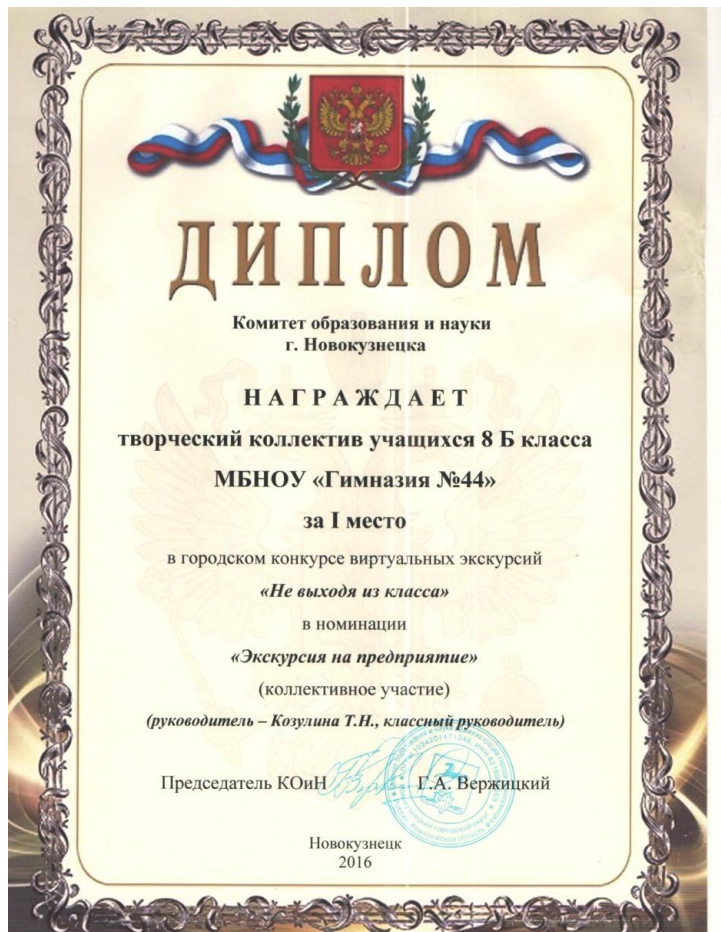 ДИПЛОМ
Комитет образования и науки
г. Новокузнецка
НАГРАЖДАЕТ
творческий коллектив учащихся 8 Б класса
МБНОУ «Гимназия №44»
за I место
в городском конкурсе виртуальных экскурсий
«Не выходя из класса»
в номинации
«Экскурсия на предприятие»
(коллективное участие)
(руководитель – Козулина Т.Н., классный руководитель)
Председатель КОиН Г.А. Вержицкий
Новокузнецк
2016